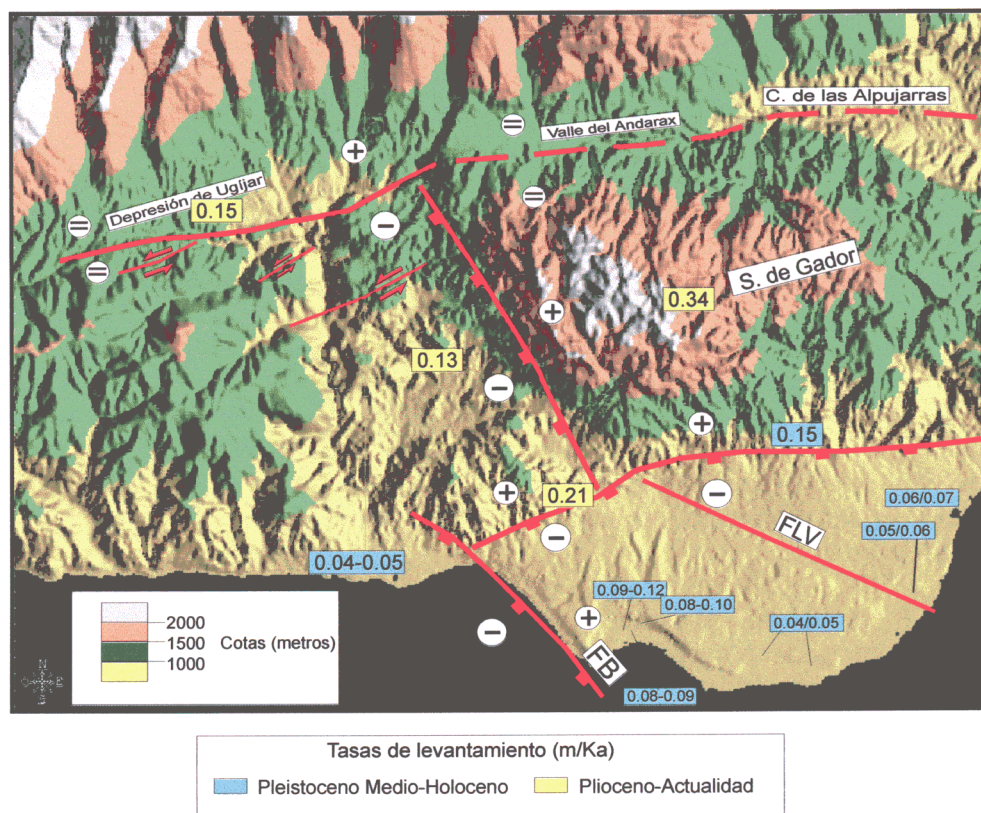 C. de las Alpujarras
Valle del Andarax
=
+
Depresión de Ugíjar
0.15
=
=
-
=
S. de Gador
0.34
+
0.13
-
+
0.15
0.21
+
-
-
0.06/0.07
0.05/0.06
FLV
0.04-0.05
0.09-0.12
0.08-0.10
+
0.04/0.05
-
FB
0.08-0.09
2000
1500
1000
Cotas (metros)
Tasas de levantamiento (m/Ka)
Pleistoceno Medio-Holoceno
Plioceno-Actualidad